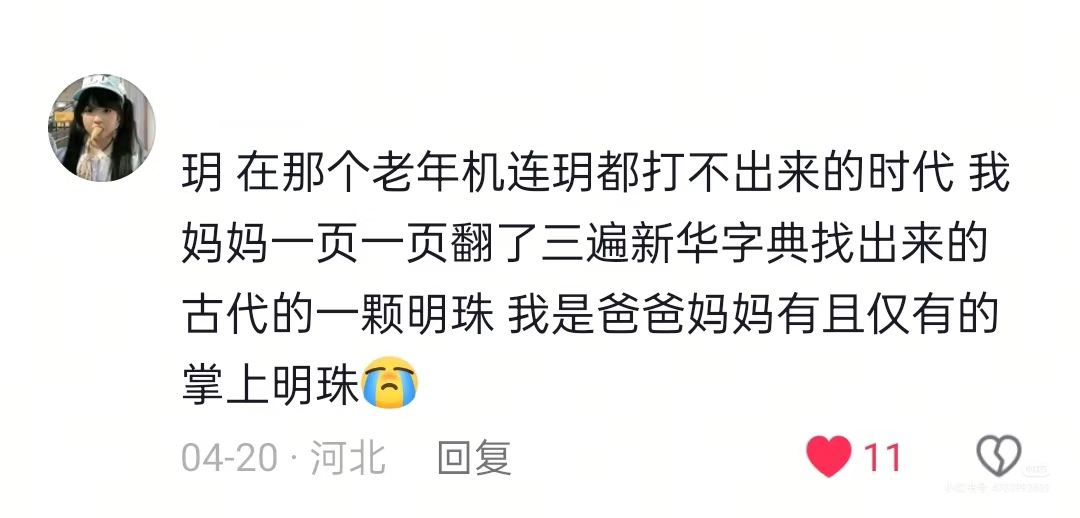 玥 在那个老年机连玥都打不出来的时代 我
妈妈一页一页翻了三遍新华字典找出来的
古代的一颗明珠 我是爸爸妈妈有且仅有的
掌上明珠😭
04-20 · 河北 回复 11